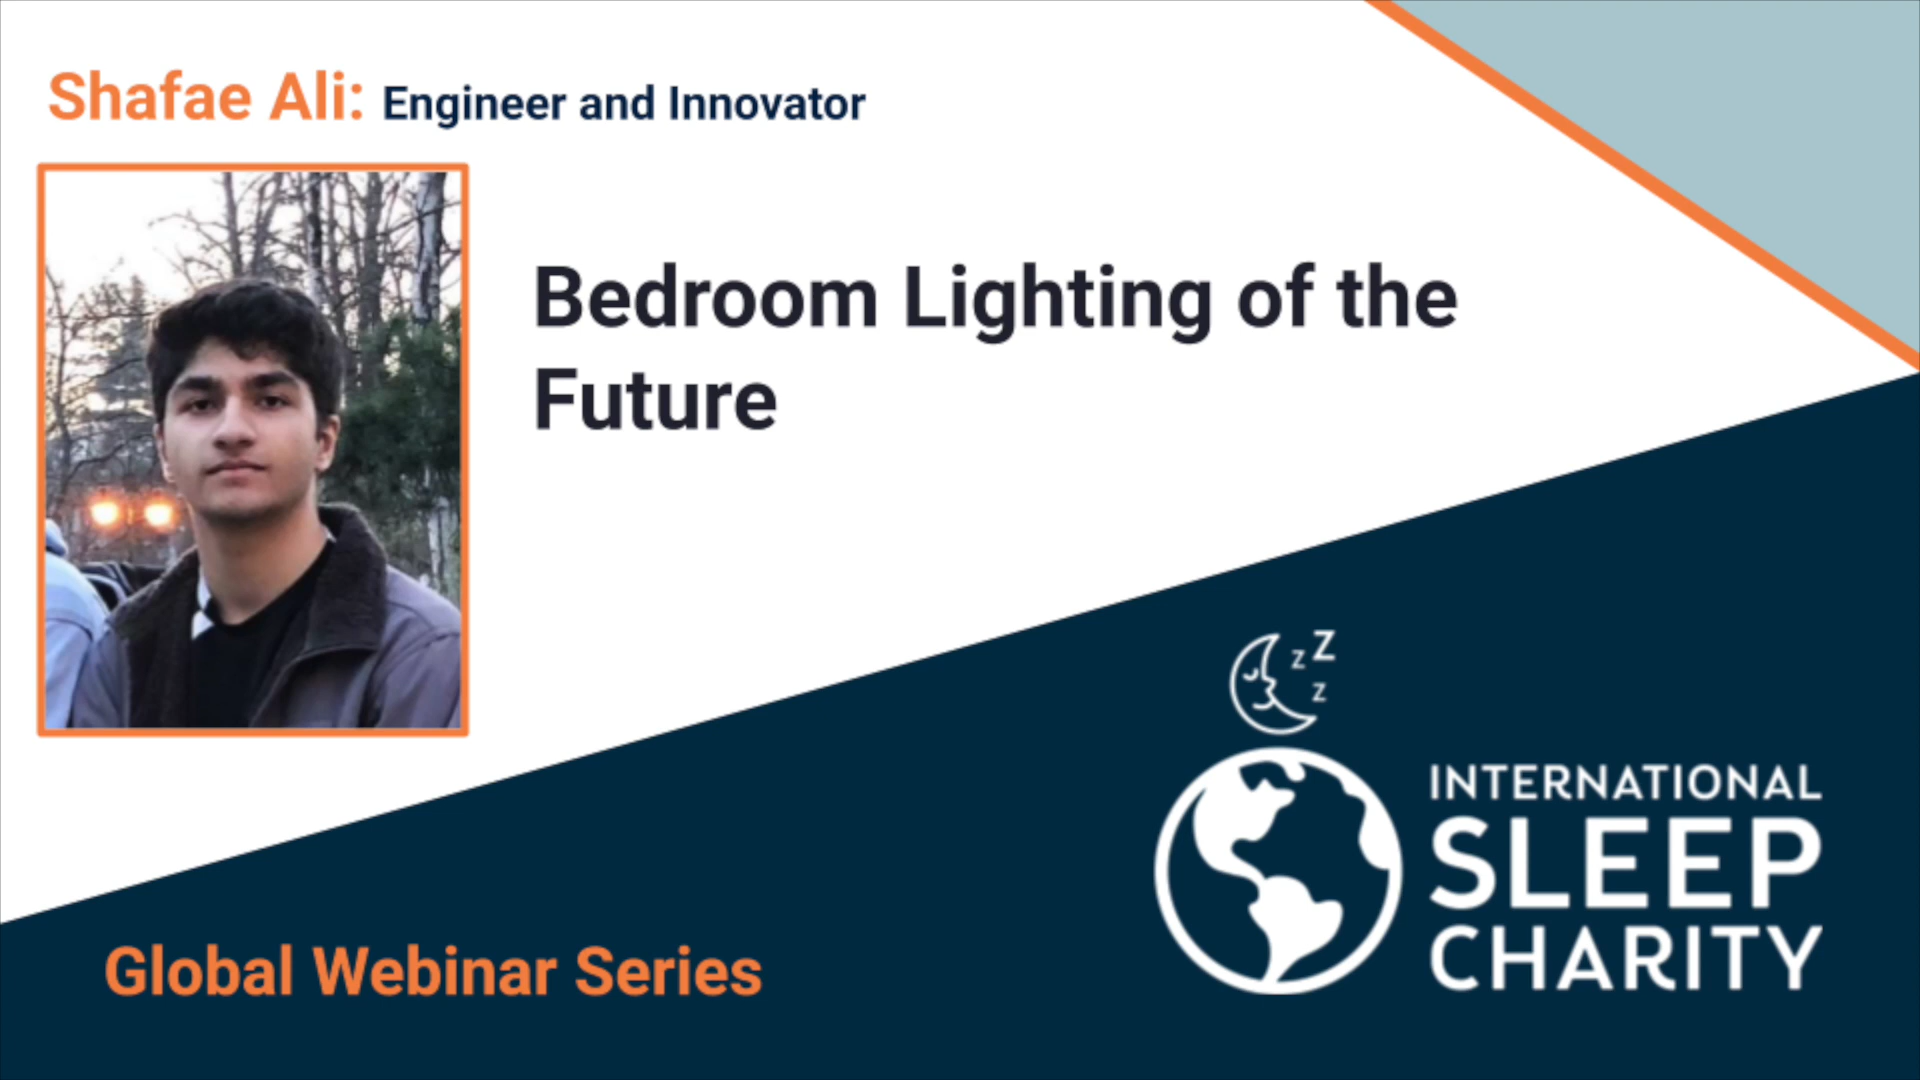 Shafae Ali: Engineer and Innovator
Bedroom Lighting of the
Future
z Z
z
INTERNATIONAL
SLEEP
CHARITY
Global Webinar Series